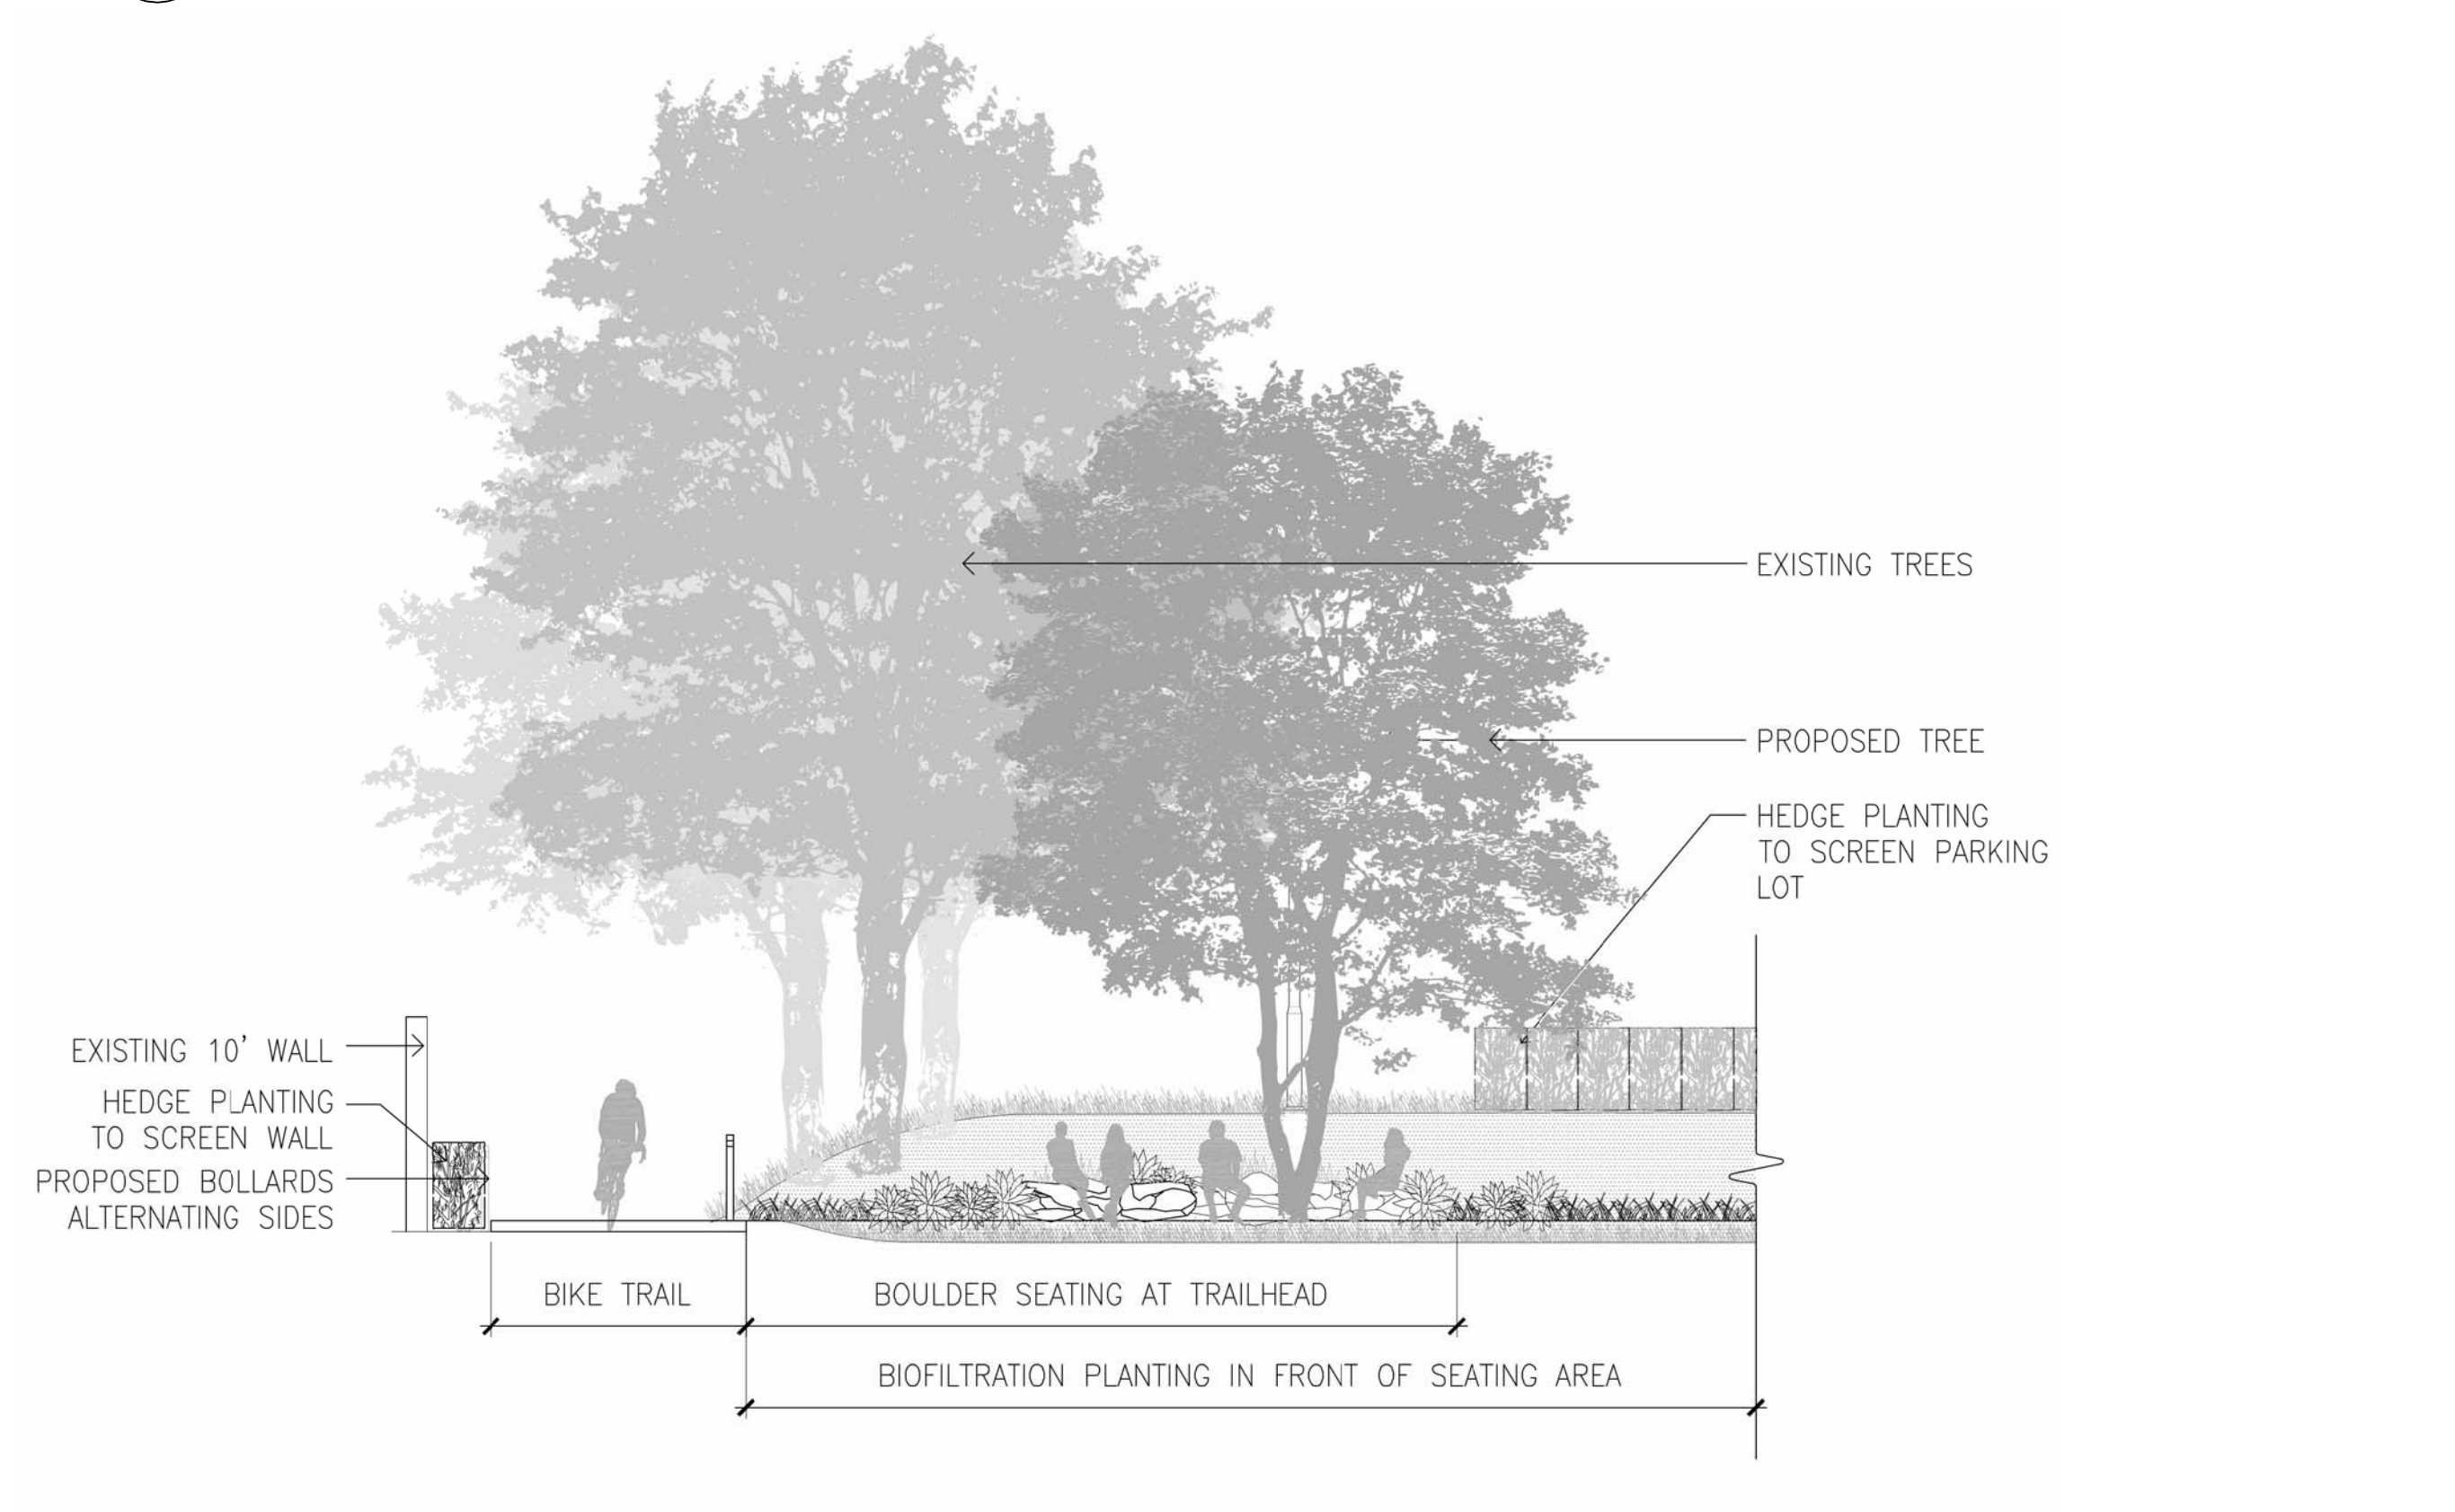 EXISTING TREES
PROPOSED TREE
HEDGE PLANTING
TO SCREEN PARKING
LOT
EXISTING 10' WALL
HEDGE PLANTING
TO SCREEN WALL
PROPOSED BOLLARDS
ALTERNATING SIDES
BIKE TRAIL
BOULDER SEATING AT TRAILHEAD
BIOFILTRATION PLANTING IN FRONT OF SEATING AREA